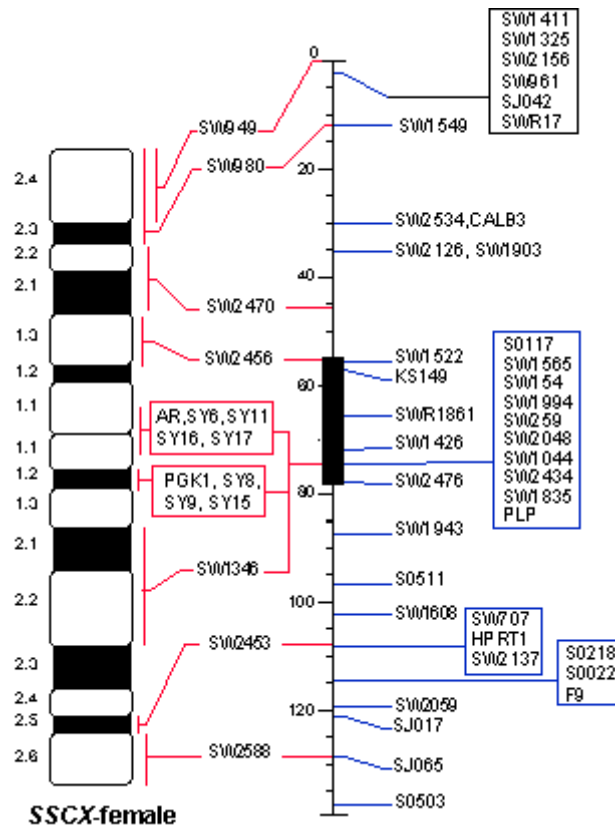 SW1411
SW1325
SW2156
SW961
SJ042
SWR17
0
SW949
SW1549
SW980
20
2.4
2.3
SW2534,CALB3
2.2
SW2126, SW1903
2.1
40
SW2470
1.3
SW2456
SW1522
1.2
KS149
60
1.1
AR,SY6,SY11
SY16, SY17
SWR1861
1.1
SW1426
1.2
PGK1, SY8,
SY9, SY15
SW2476
80
1.3
S0117
SW1565
SW154
SW1994
SW259
SW2048
SW1044
SW2434
SW1835
PLP
SW1943
2.1
SW1346
S0511
2.2
100
SW1608
SW707
HPRT1
SW2137
SW2453
2.3
S0218
S0022
F9
2.4
SW2059
120
2.5
SJ017
SW2588
2.6
SJ065
S0503
SSCX-female